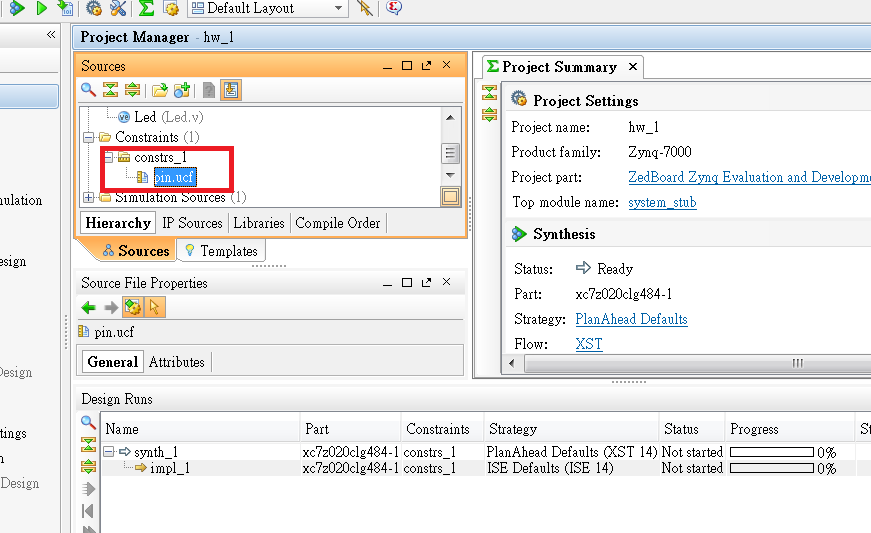 Default Layout
Project Manager - hw_1
Sources
Led (Led.v)
Constraints (1)
constrs_1
pin.ucf
Simulation Sources (1)
Hierarchy IP Sources Libraries Compile Order
Sources Templates
Source File Properties
pin.ucf
General Attributes
Project Summary
Project Settings
Project name: hw_1
Product family: Zynq-7000
Project part: ZedBoard Zynq Evaluation and Developm
Top module name: system_stub
Synthesis
Status: Ready
Part: xc7z020clg484-1
Strategy: PlanAhead Defaults
Flow: XST
Design Runs
Name Part Constraints Strategy Status Progress St
synth_1 xc7z020clg484-1 constrs_1 PlanAhead Defaults (XST 14) Not started 0%
impl_1 xc7z020clg484-1 constrs_1 ISE Defaults (ISE 14) Not started 0%
mulation
esign
Design
tings
n
Design